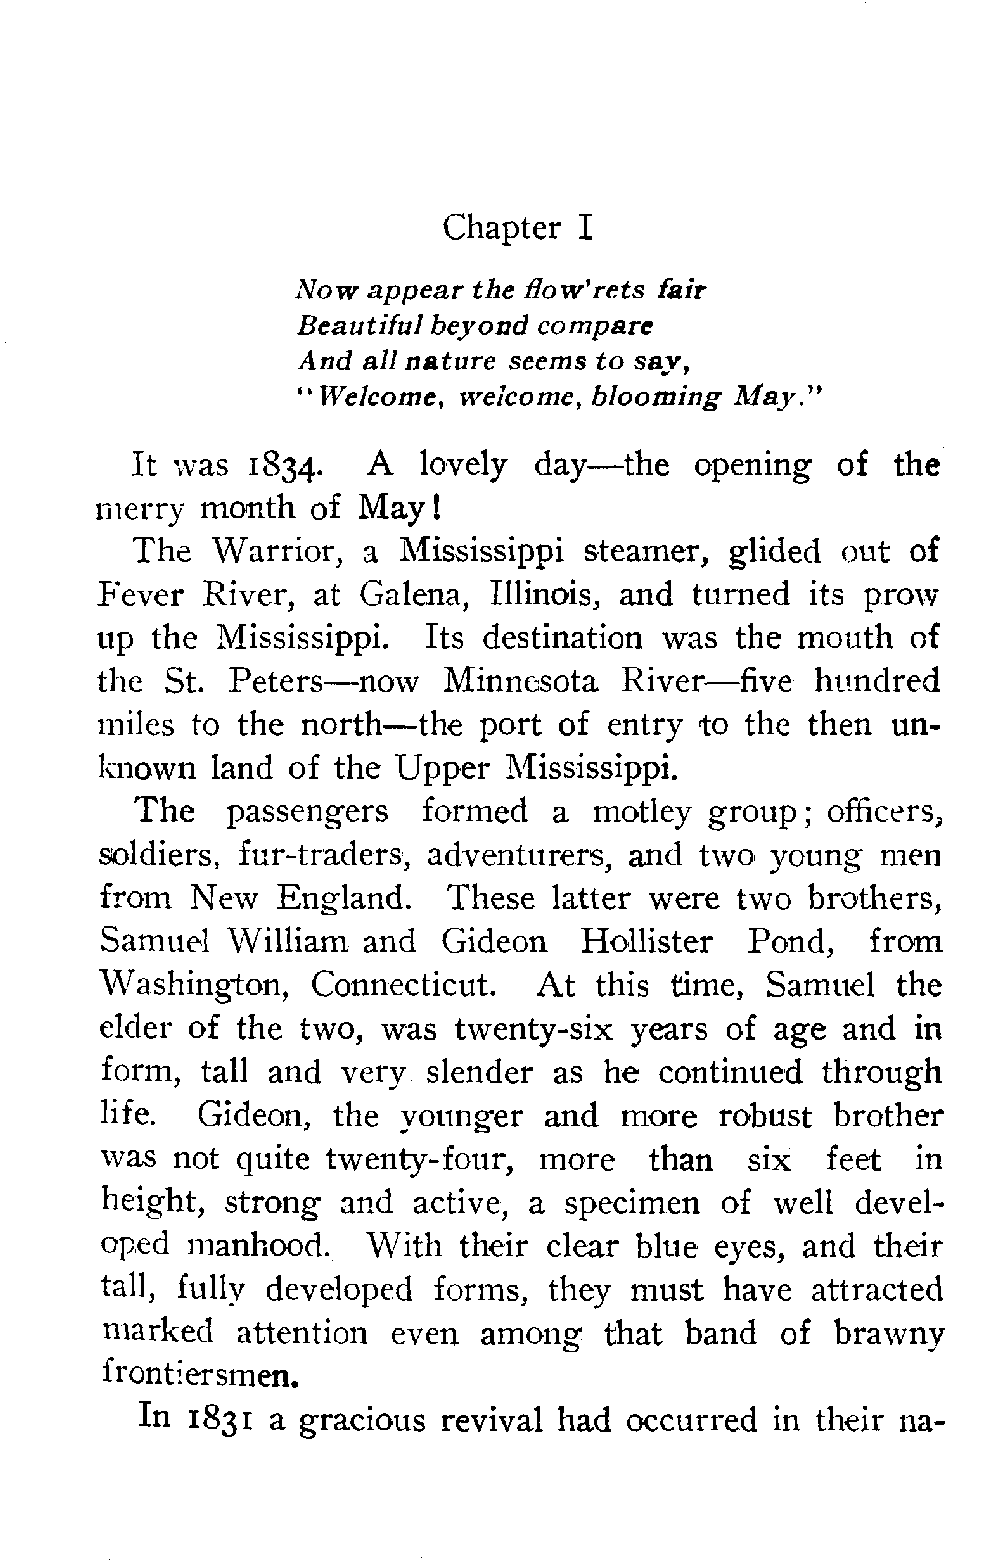 Chapter I
Now appear the flow'rets fair
Beautiful beyond compare
And all nature seems to say,
"Welcome, welcome, blooming May."
It was 1834. A lovely day—the opening of the
merry month of May!
The Warrior, a Mississippi steamer, glided out of
Fever River, at Galena, Illinois, and turned its prow
up the Mississippi. Its destination was the mouth of
the St. Peters—now Minnesota River—five hundred
miles to the north—the port of entry to the then un-
known land of the Upper Mississippi.
The passengers formed a motley group; officers,
soldiers, fur-traders, adventurers, and two young men
from New England. These latter were two brothers,
Samuel William and Gideon Hollister Pond, from
Washington, Connecticut. At this time, Samuel the
elder of the two, was twenty-six years of age and in
form, tall and very slender as he continued through
life. Gideon, the younger and more robust brother
was not quite twenty-four, more than six feet in
height, strong and active, a specimen of well devel-
oped manhood. With their clear blue eyes, and their
tall, fully developed forms, they must have attracted
marked attention even among that band of brawny
frontiersmen.
In 1831 a gracious revival had occurred in their na-